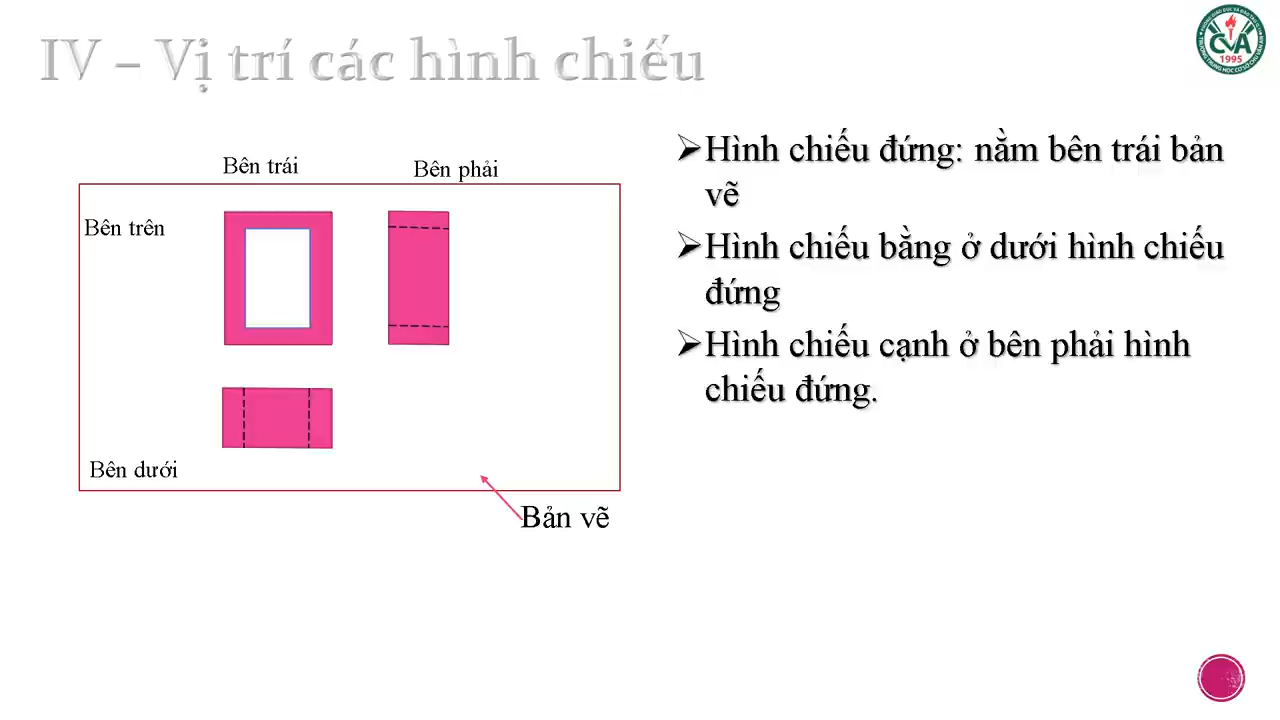 IV – Vị trí các hình chiếu
CVA
1995
Bên trái
Bên phải
Bên trên
Bên dưới
Bản vẽ
Hình chiếu đứng: nằm bên trái bản
vẽ
Hình chiếu bằng ở dưới hình chiếu
đứng
Hình chiếu cạnh ở bên phải hình
chiếu đứng.